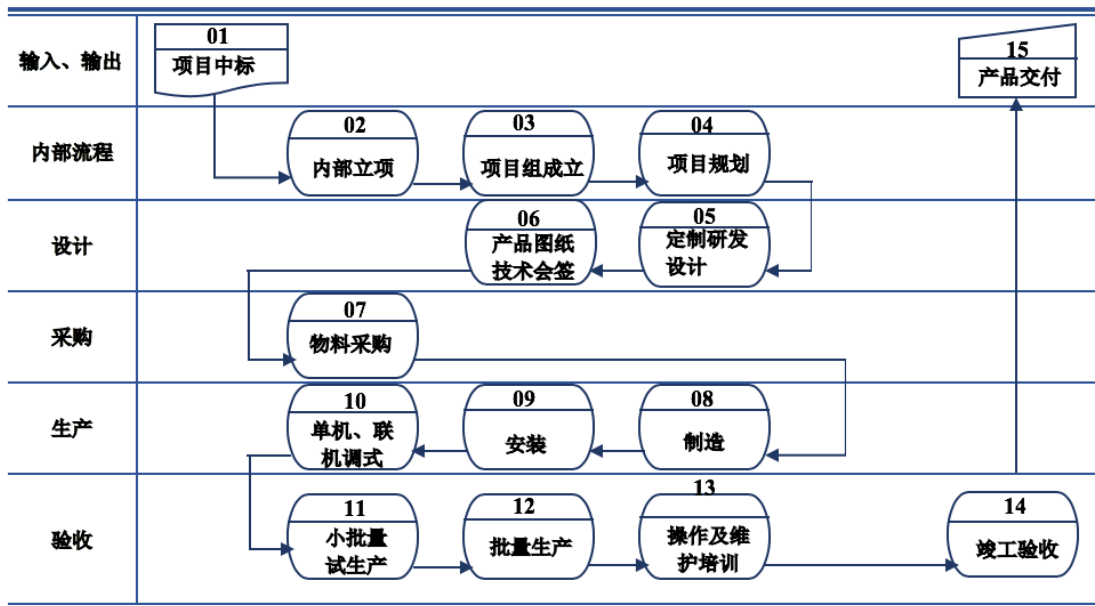 输入、输出
01
项目中标
15
产品交付
内部流程
02
内部立项
03
项目组成立
04
项目规划
设计
06
产品图纸
技术会签
05
定制研发
设计
采购
07
物料采购
生产
10
单机、联
机调式
09
安装
08
制造
验收
11
小批量
试生产
12
批量生产
13
操作及维
护培训
14
竣工验收